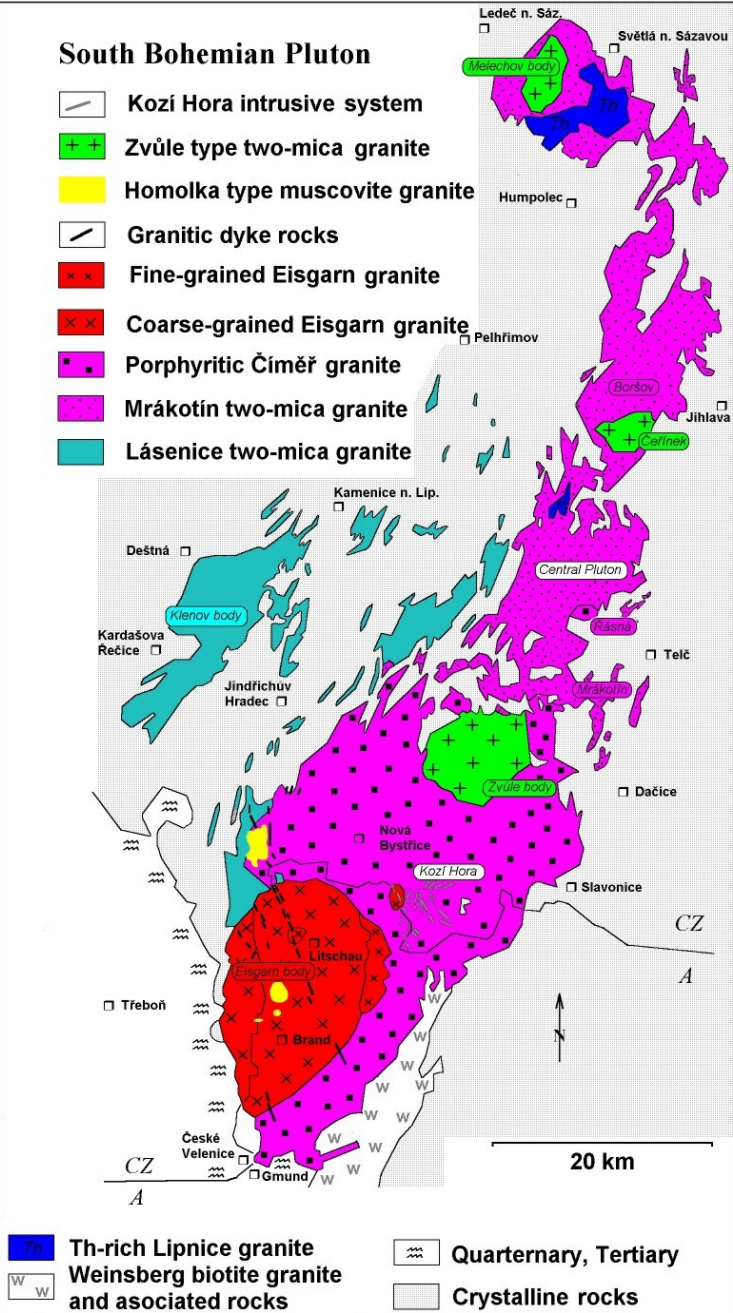 South Bohemian Pluton
Kozí Hora intrusive system
Zvůle type two-mica granite
Homolka type muscovite granite
Granitic dyke rocks
Fine-grained Eisgarn granite
Coarse-grained Eisgarn granite
Porphyritic Číměř granite
Mrákotín two-mica granite
Lásenice two-mica granite
Ledeč n. Sáz.
Světlá n. Sázavou
Melechov body
Th
Th
Humpolec
Pelhřimov
Boršov
Jihlava
Čeřínek
Kamenice n. Lip.
Deštná
Central Pluton
Klenov body
Řásná
Kardašova
Řečice
Telč
Jindřichův
Hradec
Mrákotín
Zvůle body
Dačice
Nová
Bystřice
Kozí Hora
Slavonice
CZ
A
Litschau
Eisgarn body
Třeboň
N
Brand
České
Velenice
CZ
A
Gmund
20 km
Th
Th-rich Lipnice granite
W W
Weinsberg biotite granite
and asociated rocks
Quarternary, Tertiary
Crystalline rocks